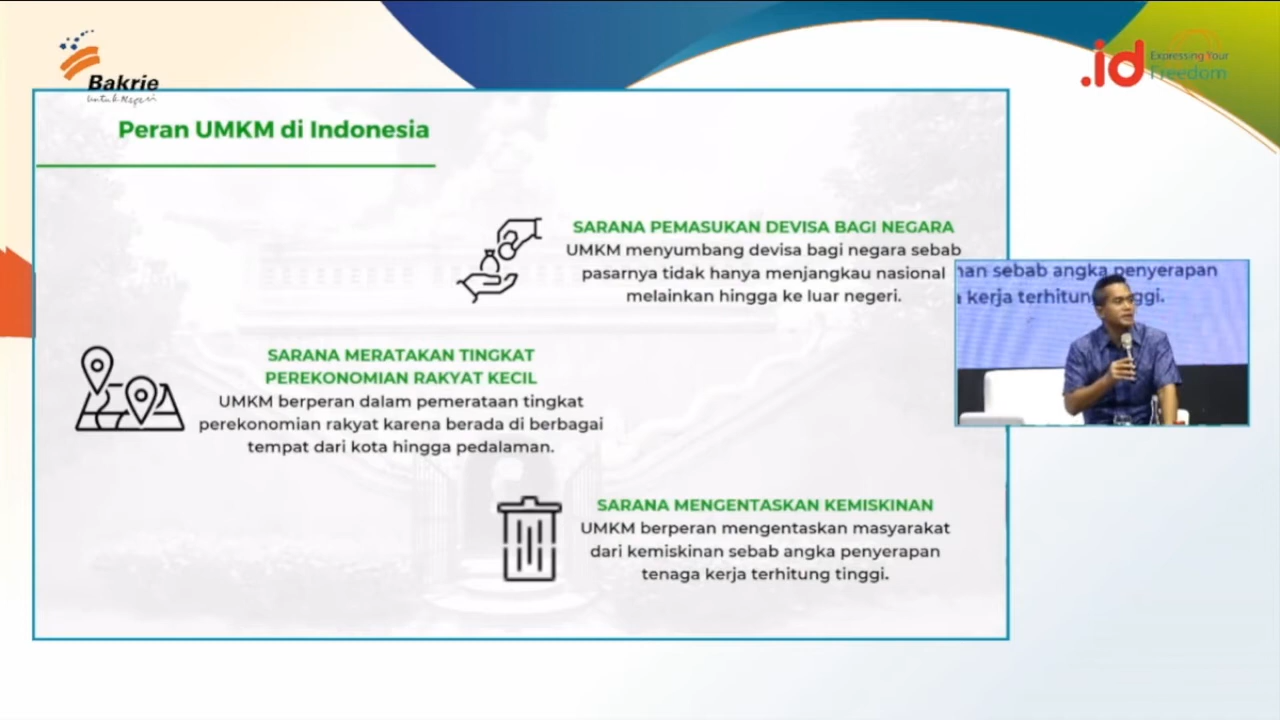 Bakrie
Untuk Negeri
.id
Expressing Your
Freedom
Peran UMKM di Indonesia
SARANA PEMASUKAN DEVISA BAGI NEGARA
UMKM menyumbang devisa bagi negara sebab
pasarnya tidak hanya menjangkau nasional
melainkan hingga ke luar negeri.
SARANA MERATAKAN TINGKAT
PEREKONOMIAN RAKYAT KECIL
UMKM berperan dalam pemerataan tingkat
perekonomian rakyat karena berada di berbagai
tempat dari kota hingga pedalaman.
SARANA MENGENTASKAN KEMISKINAN
UMKM berperan mengentaskan masyarakat
dari kemiskinan sebab angka penyerapan
tenaga kerja terhitung tinggi.
sebab angka penyerapan
kerja terhitung